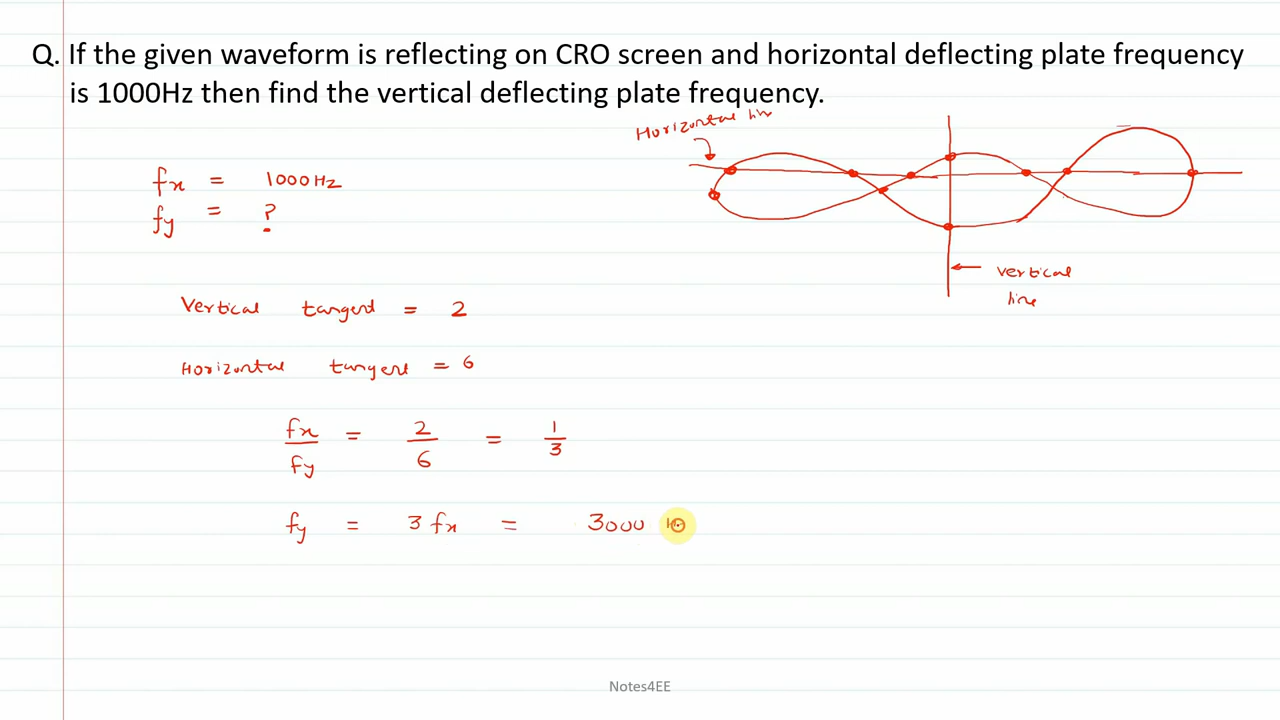 Q. If the given waveform is reflecting on CRO screen and horizontal deflecting plate frequency
is 1000Hz then find the vertical deflecting plate frequency.
Horizontal lin
fx = 1000Hz
fy = ?
vertical
line
Vertical tangent = 2
Horizontal tangent = 6
fx/fy = 2/6 = 1/3
fy = 3 fx = 3000
Notes4EE